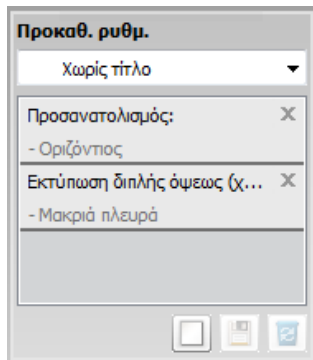 Προκαθ. ρυθμ.
Χωρίς τίτλο
Προσανατολισμός:
- Οριζόντιος
Εκτύπωση διπλής όψεως (χ...
- Μακριά πλευρά